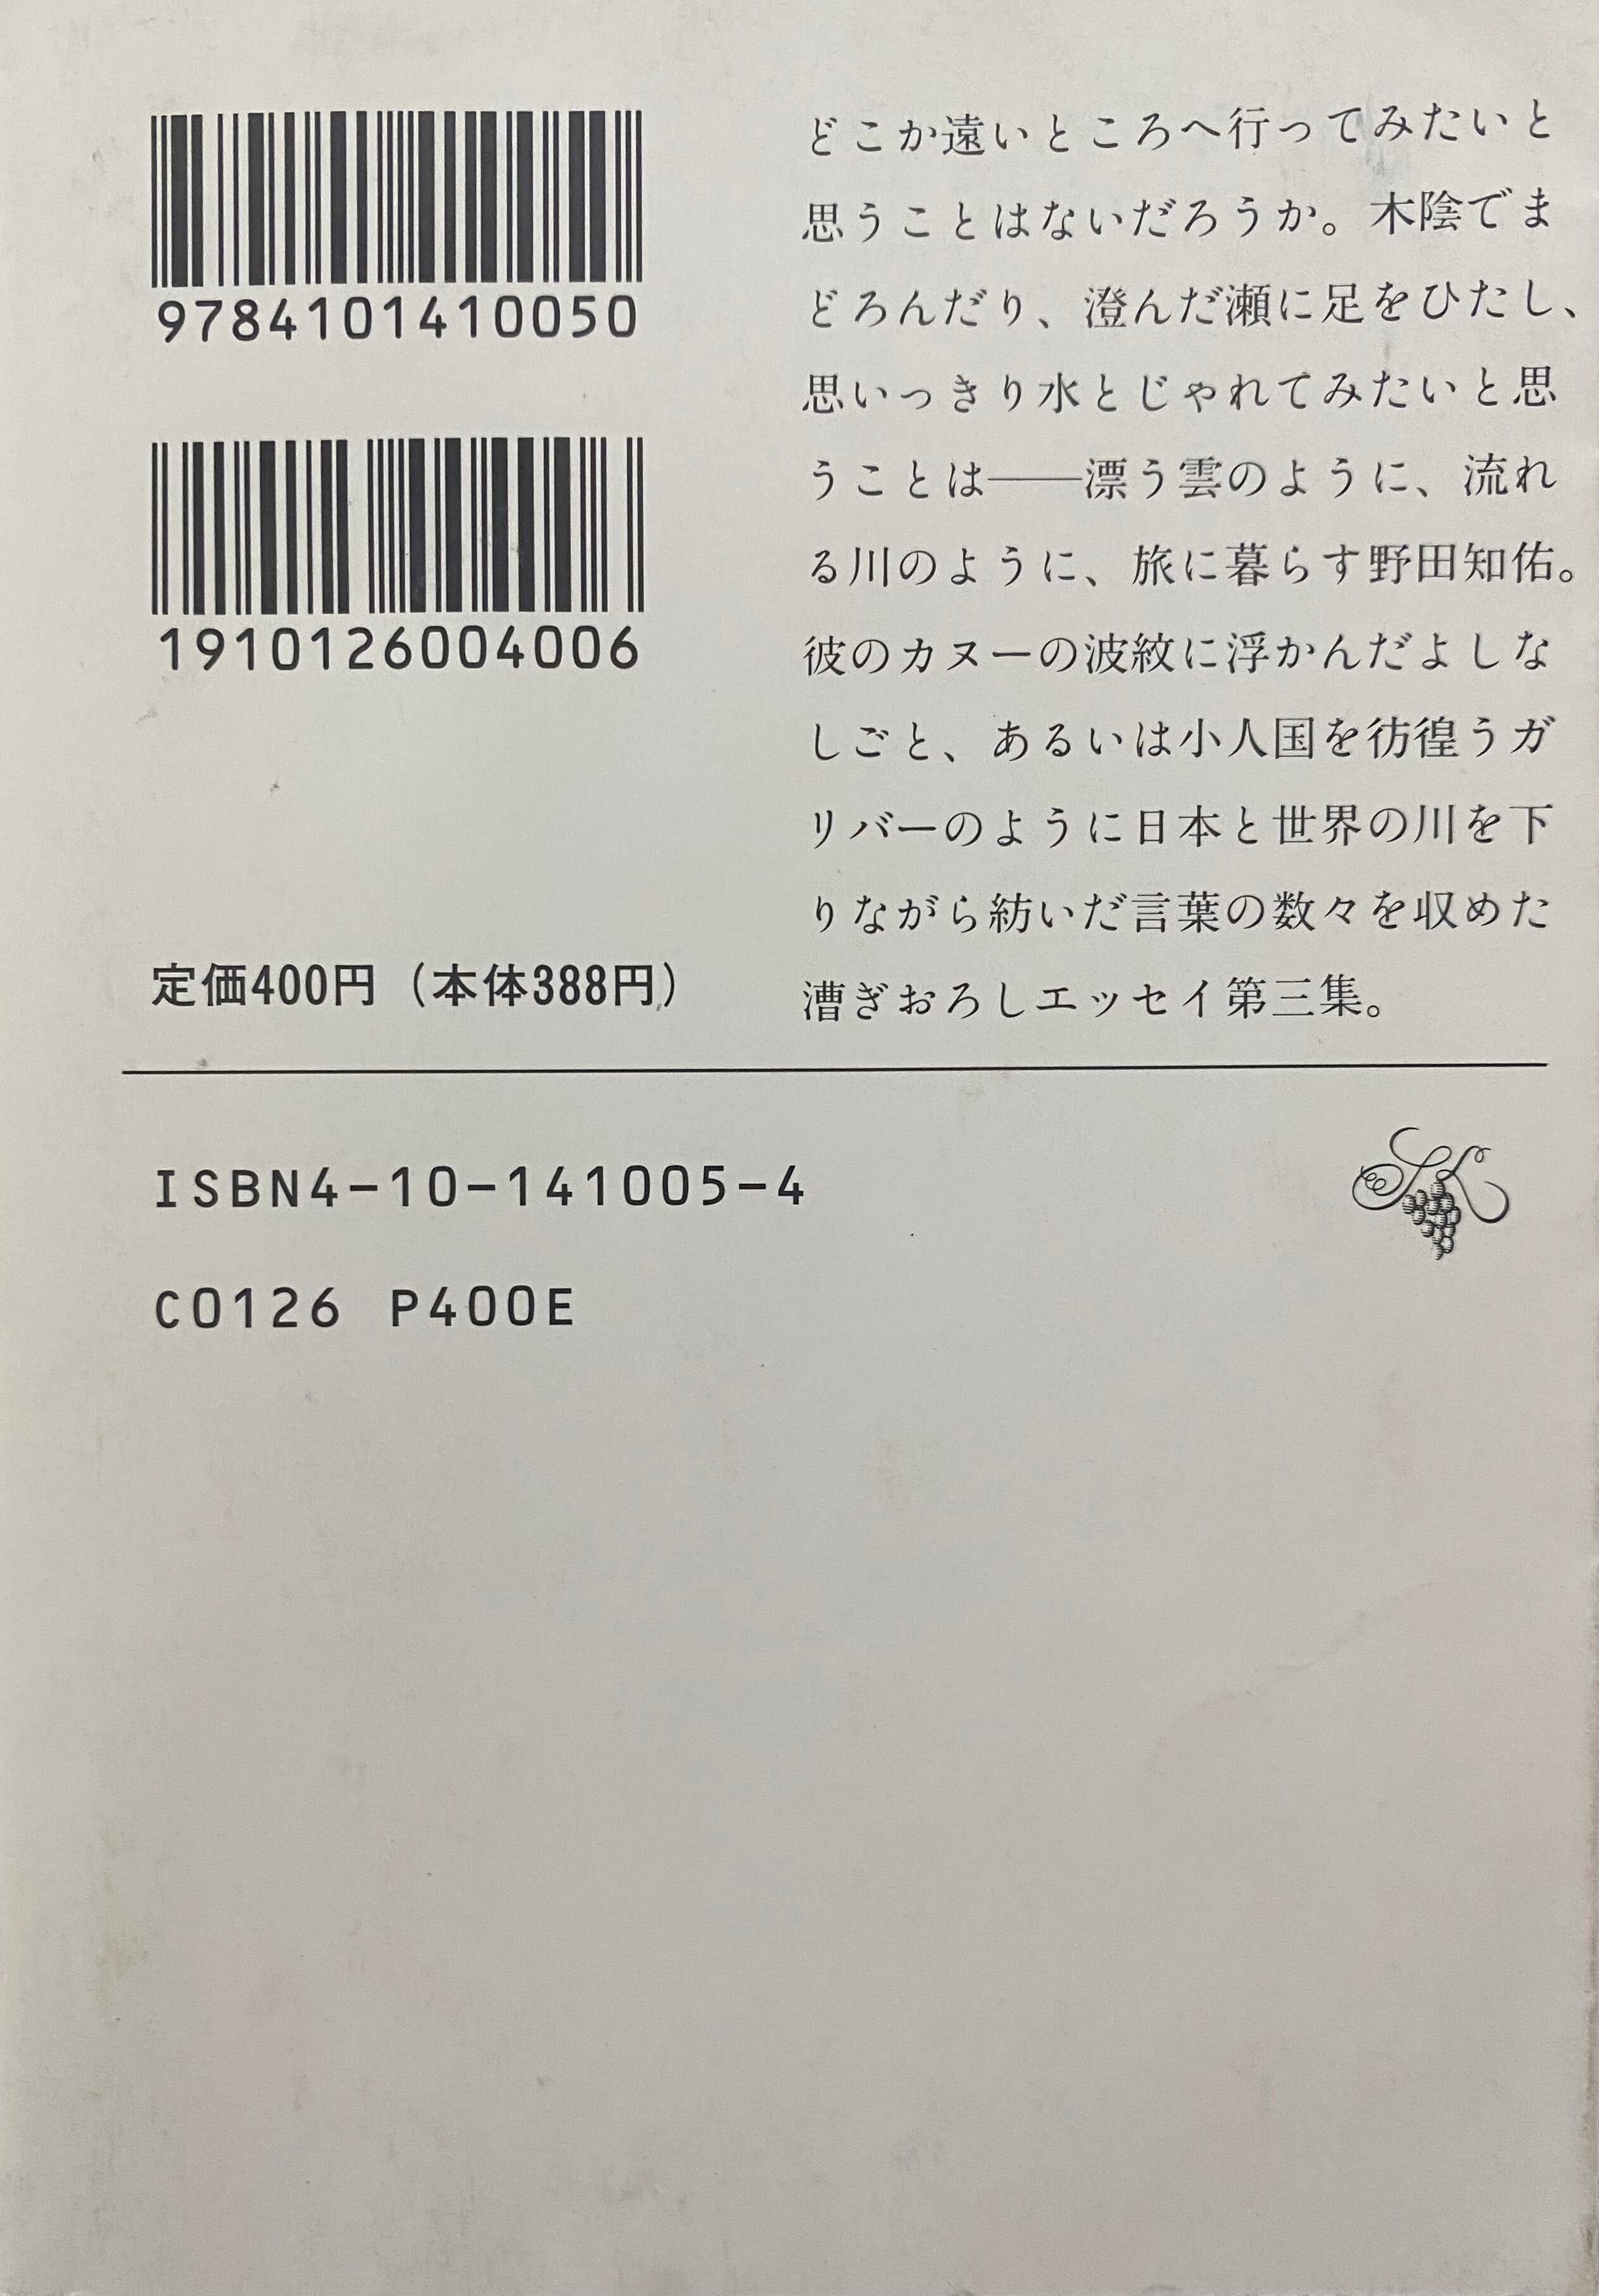 9784101410050
1910126004006
定価400円（本体388円）
どこか遠いところへ行ってみたいと
思うことはないだろうか。木陰でま
どろんだり、澄んだ瀬に足をひたし、
思いっきり水とじゃれてみたいと思
うことは——漂う雲のように、流れ
る川のように、旅に暮らす野田知佑。
彼のカヌーの波紋に浮かんだよしな
しごと、あるいは小人国を彷徨うガ
リバーのように日本と世界の川を下
りながら紡いだ言葉の数々を収めた
漕ぎおろしエッセイ第三集。
ISBN4-10-141005-4
C0126 P400E